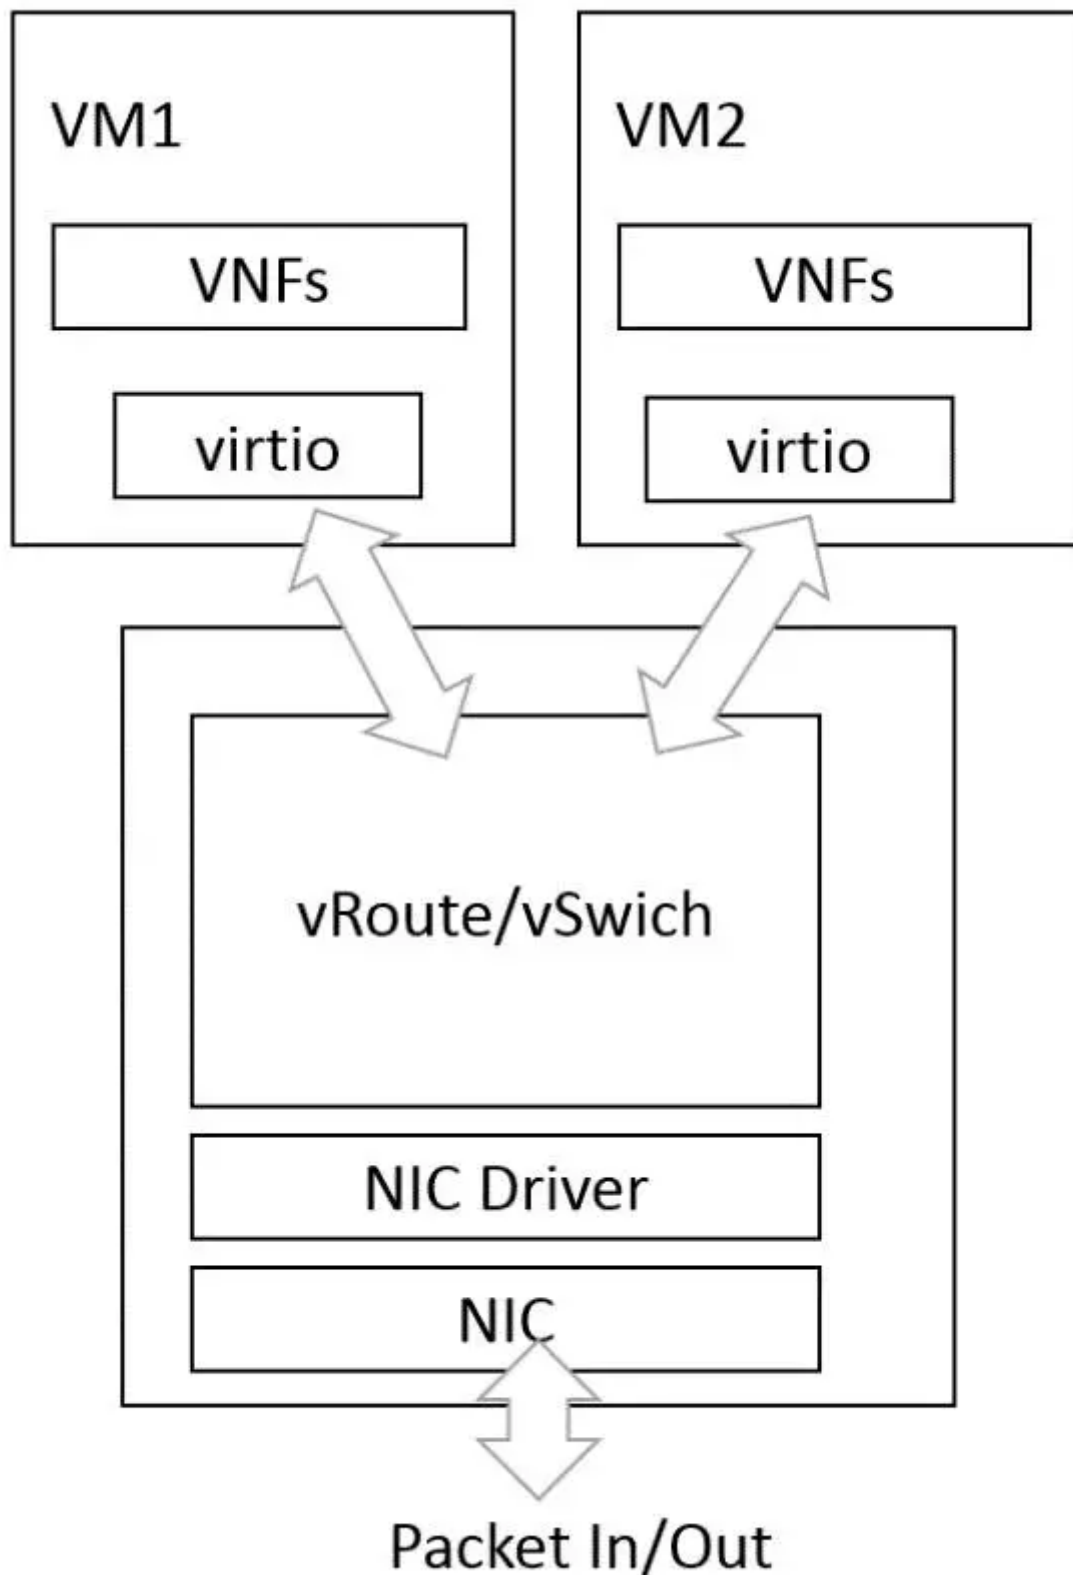 VM1
VNFs
virtio
VM2
VNFs
virtio
vRoute/vSwich
NIC Driver
NIC
Packet In/Out